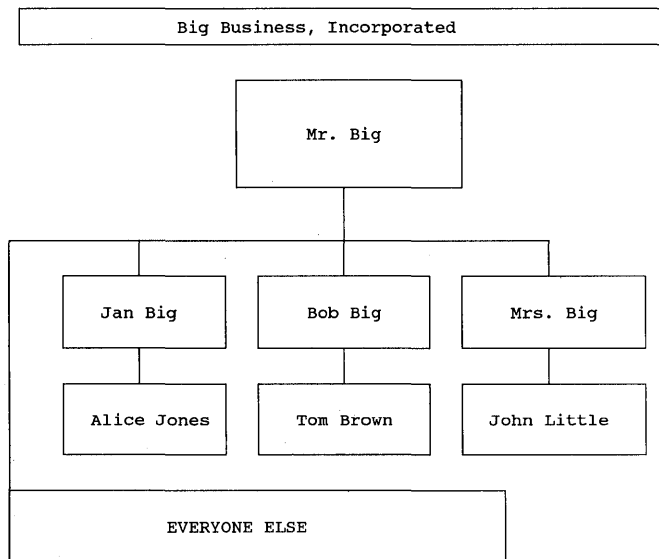 Big Business, Incorporated
Mr. Big
Jan Big
Bob Big
Mrs. Big
Alice Jones
Tom Brown
John Little
EVERYONE ELSE